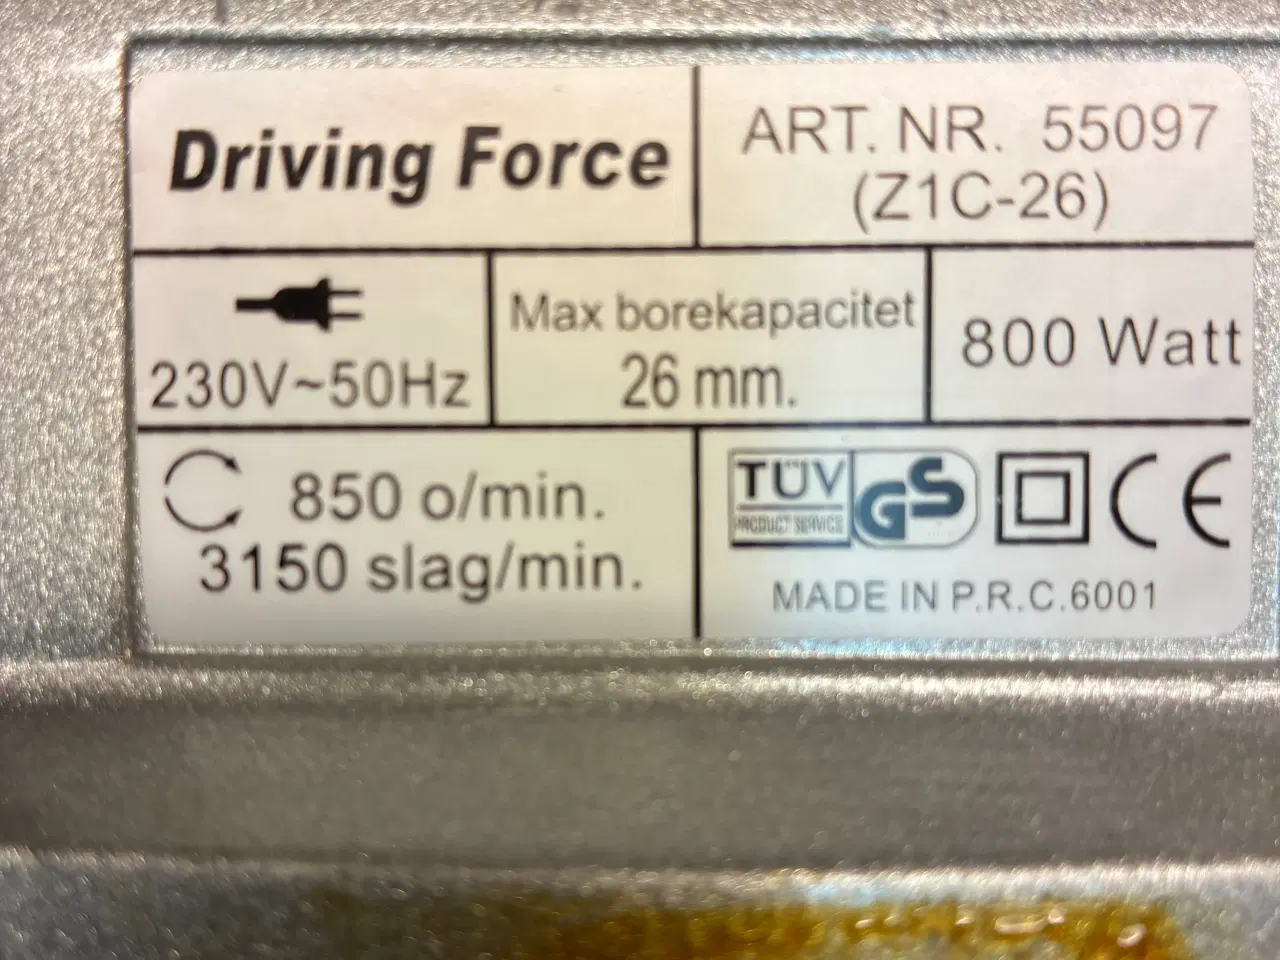 Driving Force
ART. NR. 55097
(Z1C-26)
230V~50Hz
Max borekapacitet
26 mm.
800 Watt
850 o/min.
3150 slag/min.
TÜV
PRODUCT SERVICE
GS
CE
MADE IN P.R.C.6001